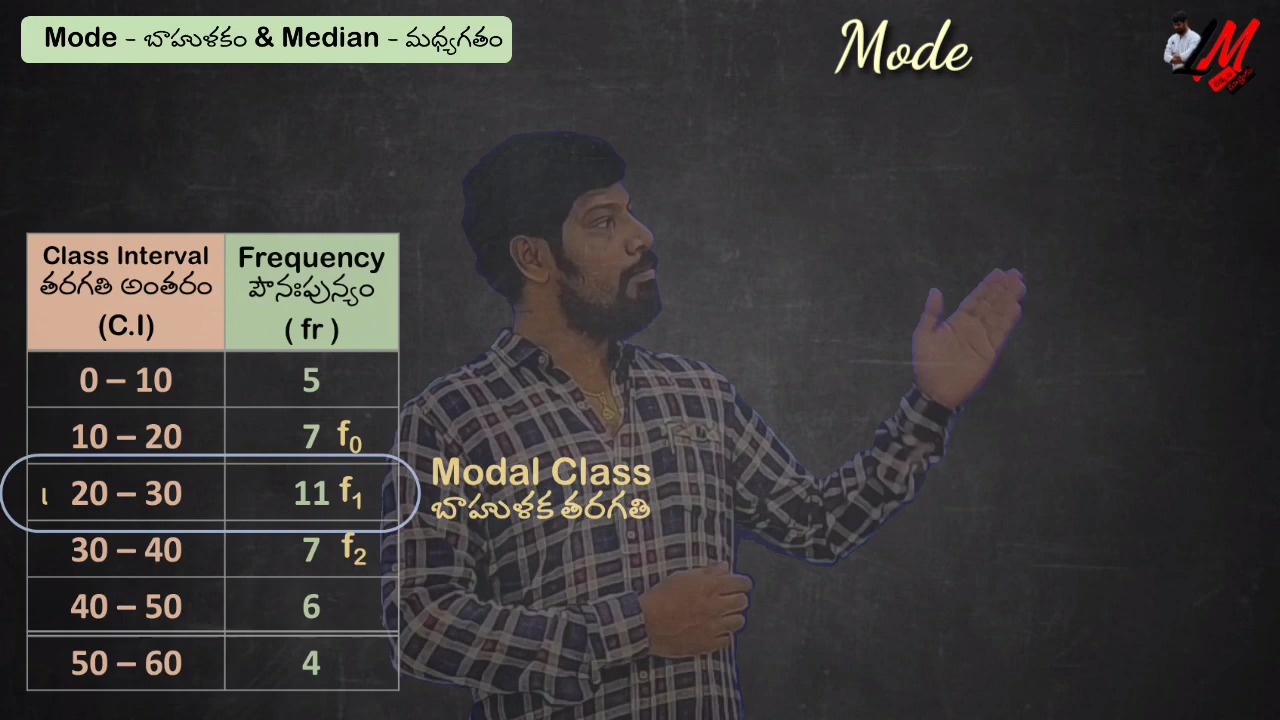 Mode - బాహుళకం & Median - మధ్యగతం
Mode
LM
Class Interval
తరగతి అంతరం
(C.I)
Frequency
పౌనఃపున్యం
( fr )
0 – 10 5
10 – 20 7 f₀
l 20 – 30 11 f₁
Modal Class
బాహుళక తరగతి
30 – 40 7 f₂
40 – 50 6
50 – 60 4